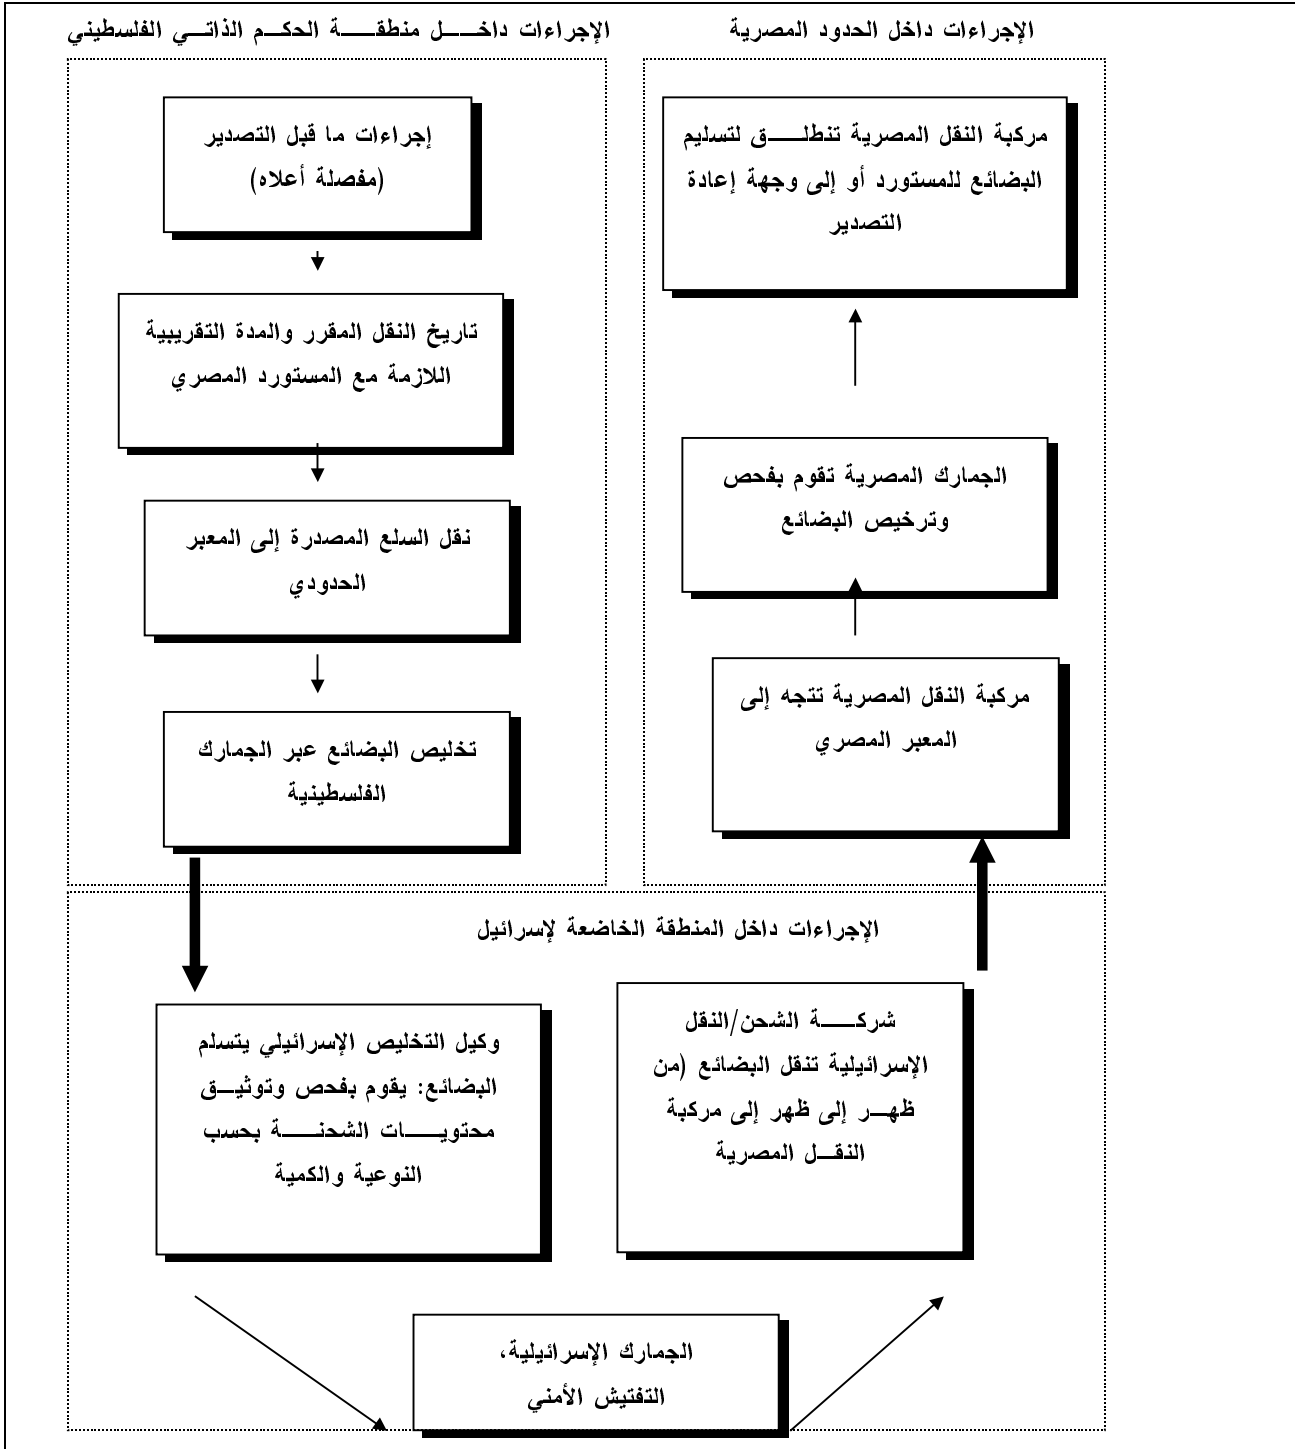 الإجراءات داخل الحدود المصرية
مركبة النقل المصرية تنطلق لتسليم
البضائع للمستورد أو إلى وجهة إعادة
التصدير
الجمارك المصرية تقوم بفحص
وترخيص البضائع
مركبة النقل المصرية تتجه إلى
المعبر المصري
الإجراءات داخل منطقة الحكم الذاتي الفلسطيني
إجراءات ما قبل التصدير
(مفصلة أعلاه)
تاريخ النقل المقرر والمدة التقريبية
اللازمة مع المستورد المصري
نقل السلع المصدرة إلى المعبر
الحدودي
تخليص البضائع عبر الجمارك
الفلسطينية
الإجراءات داخل المنطقة الخاضعة لإسرائيل
شركة الشحن/النقل
الإسرائيلية تنقل البضائع (من
ظهر إلى ظهر إلى مركبة
النقل المصرية
وكيل التخليص الإسرائيلي يتسلم
البضائع: يقوم بفحص وتوثيق
محتويات الشحنة بحسب
النوعية والكمية
الجمارك الإسرائيلية،
التفتيش الأمني